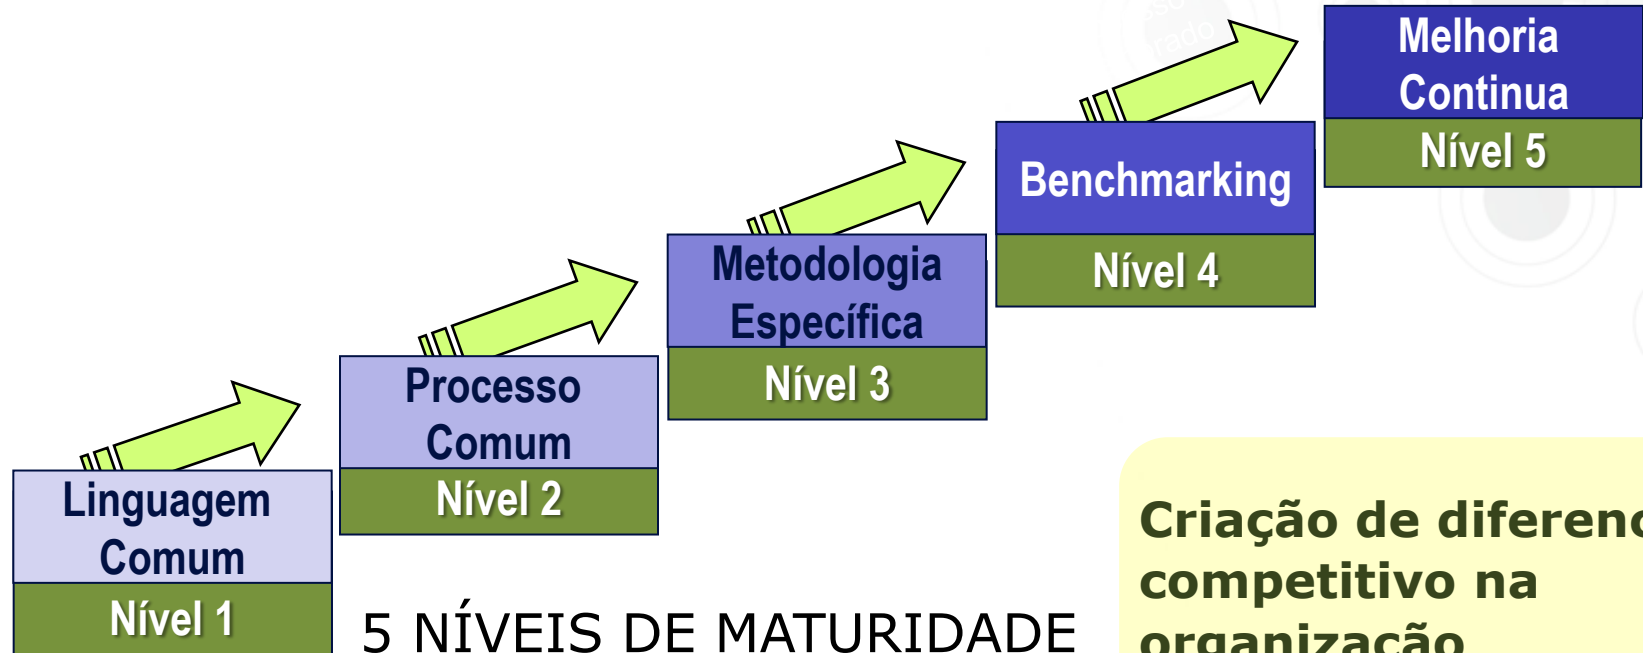 Melhoria
Continua
Nível 5
Benchmarking
Nível 4
Metodologia
Específica
Nível 3
Processo
Comum
Nível 2
Linguagem
Comum
Nível 1
5 NÍVEIS DE MATURIDADE
Criação de
competitivo na
organização